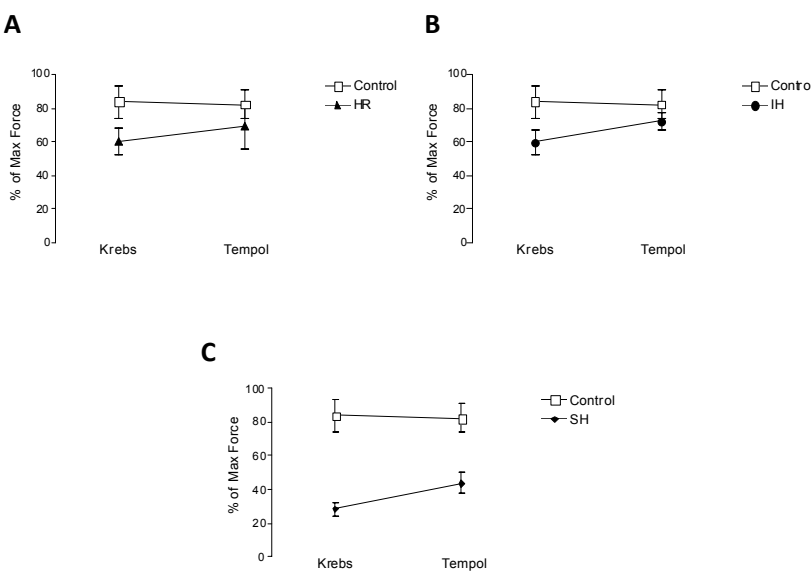 A
100
80
60
40
20
0
% of Max Force
Krebs
Tempol
Control
HR
B
100
80
60
40
20
0
% of Max Force
Krebs
Tempol
Contro
IH
C
100
80
60
40
20
0
% of Max Force
Krebs
Tempol
Control
SH